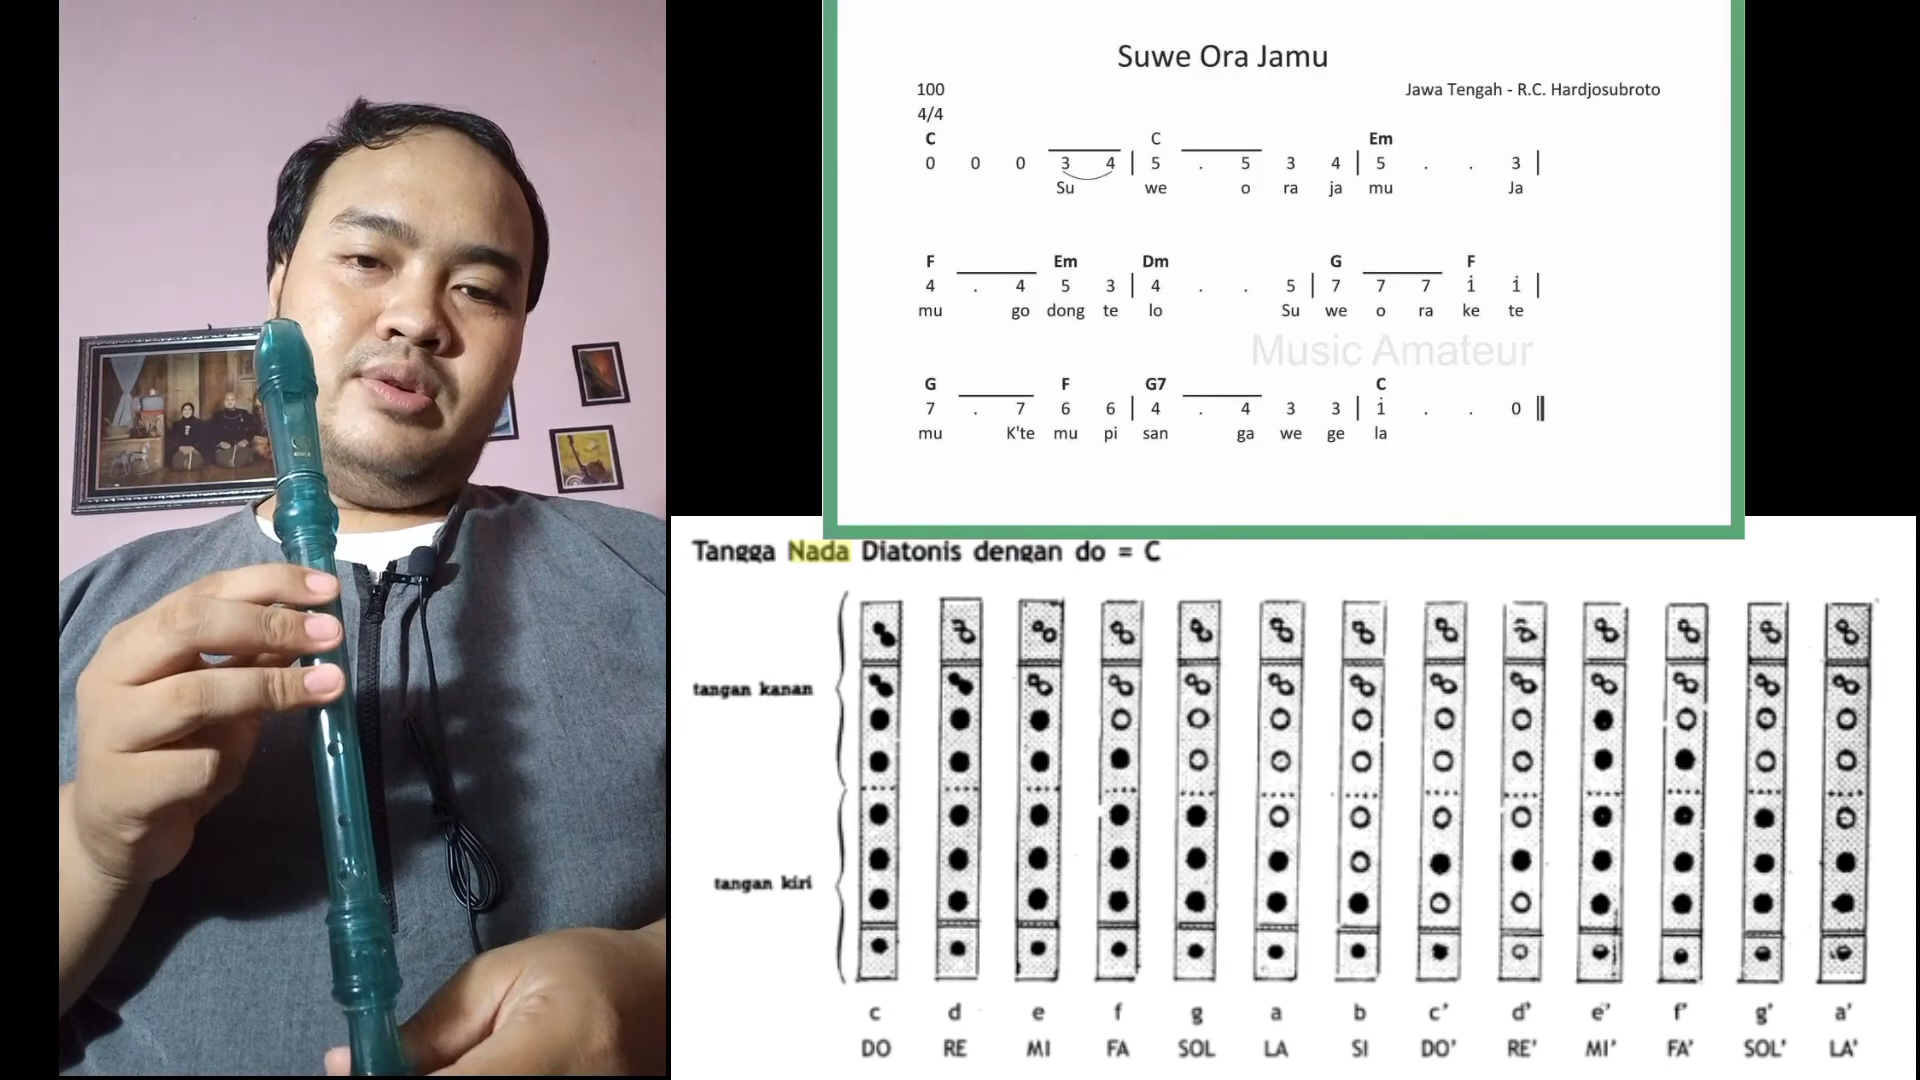 Suwe Ora Jamu
100
Jawa Tengah - R.C. Hardjosubroto
4/4
C C Em
0 0 0 3 4 | 5 . 5 3 4 | 5 . . 3 |
Su we o ra ja mu Ja
F Em Dm G F
4 . 4 5 3 | 4 . . 5 | 7 7 7 i i |
mu go dong te lo Su we o ra ke te
Music Amateur
G F G7 C
7 . 7 6 6 | 4 . 4 3 3 | i . . 0 ||
mu K'te mu pi san ga we ge la
Tangga Nada Diatonis dengan do = C
tangan kanan
tangan kiri
c d e f g a b c' d' e' f' g' a'
DO RE MI FA SOL LA SI DO' RE' MI' FA' SOL' LA'